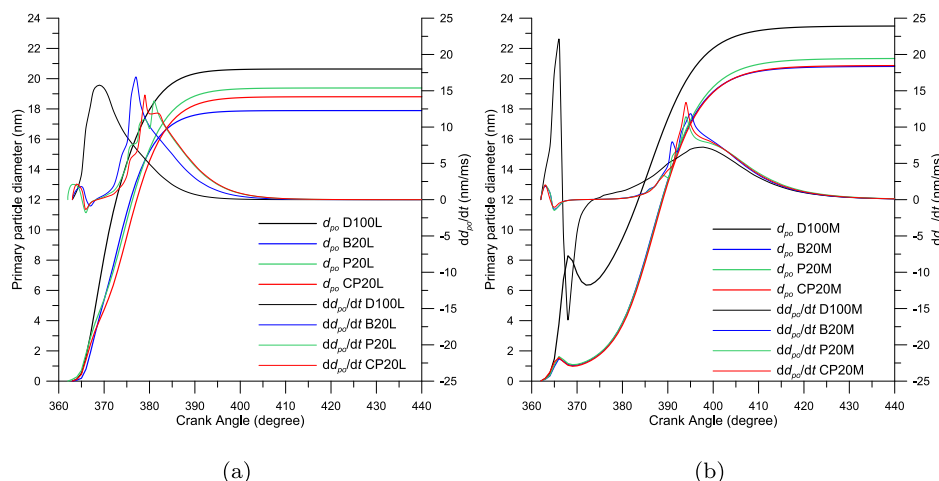 24
22
20
18
16
14
12
10
8
6
4
2
0
Primary particle diameter (nm)
360 370 380 390 400 410 420 430 440
Crank Angle (degree)
25
20
15
10
5
0
-5
-10
-15
-20
-25
dd_po/dt (nm/ms)
d_po D100L
d_po B20L
d_po P20L
d_po CP20L
dd_po/dt D100L
dd_po/dt B20L
dd_po/dt P20L
dd_po/dt CP20L
(a)
24
22
20
18
16
14
12
10
8
6
4
2
0
Primary particle diameter (nm)
360 370 380 390 400 410 420 430 440
Crank Angle (degree)
25
20
15
10
5
0
-5
-10
-15
-20
-25
dd_po/dt (nm/ms)
d_po D100M
d_po B20M
d_po P20M
d_po CP20M
dd_po/dt D100M
dd_po/dt B20M
dd_po/dt P20M
dd_po/dt CP20M
(b)